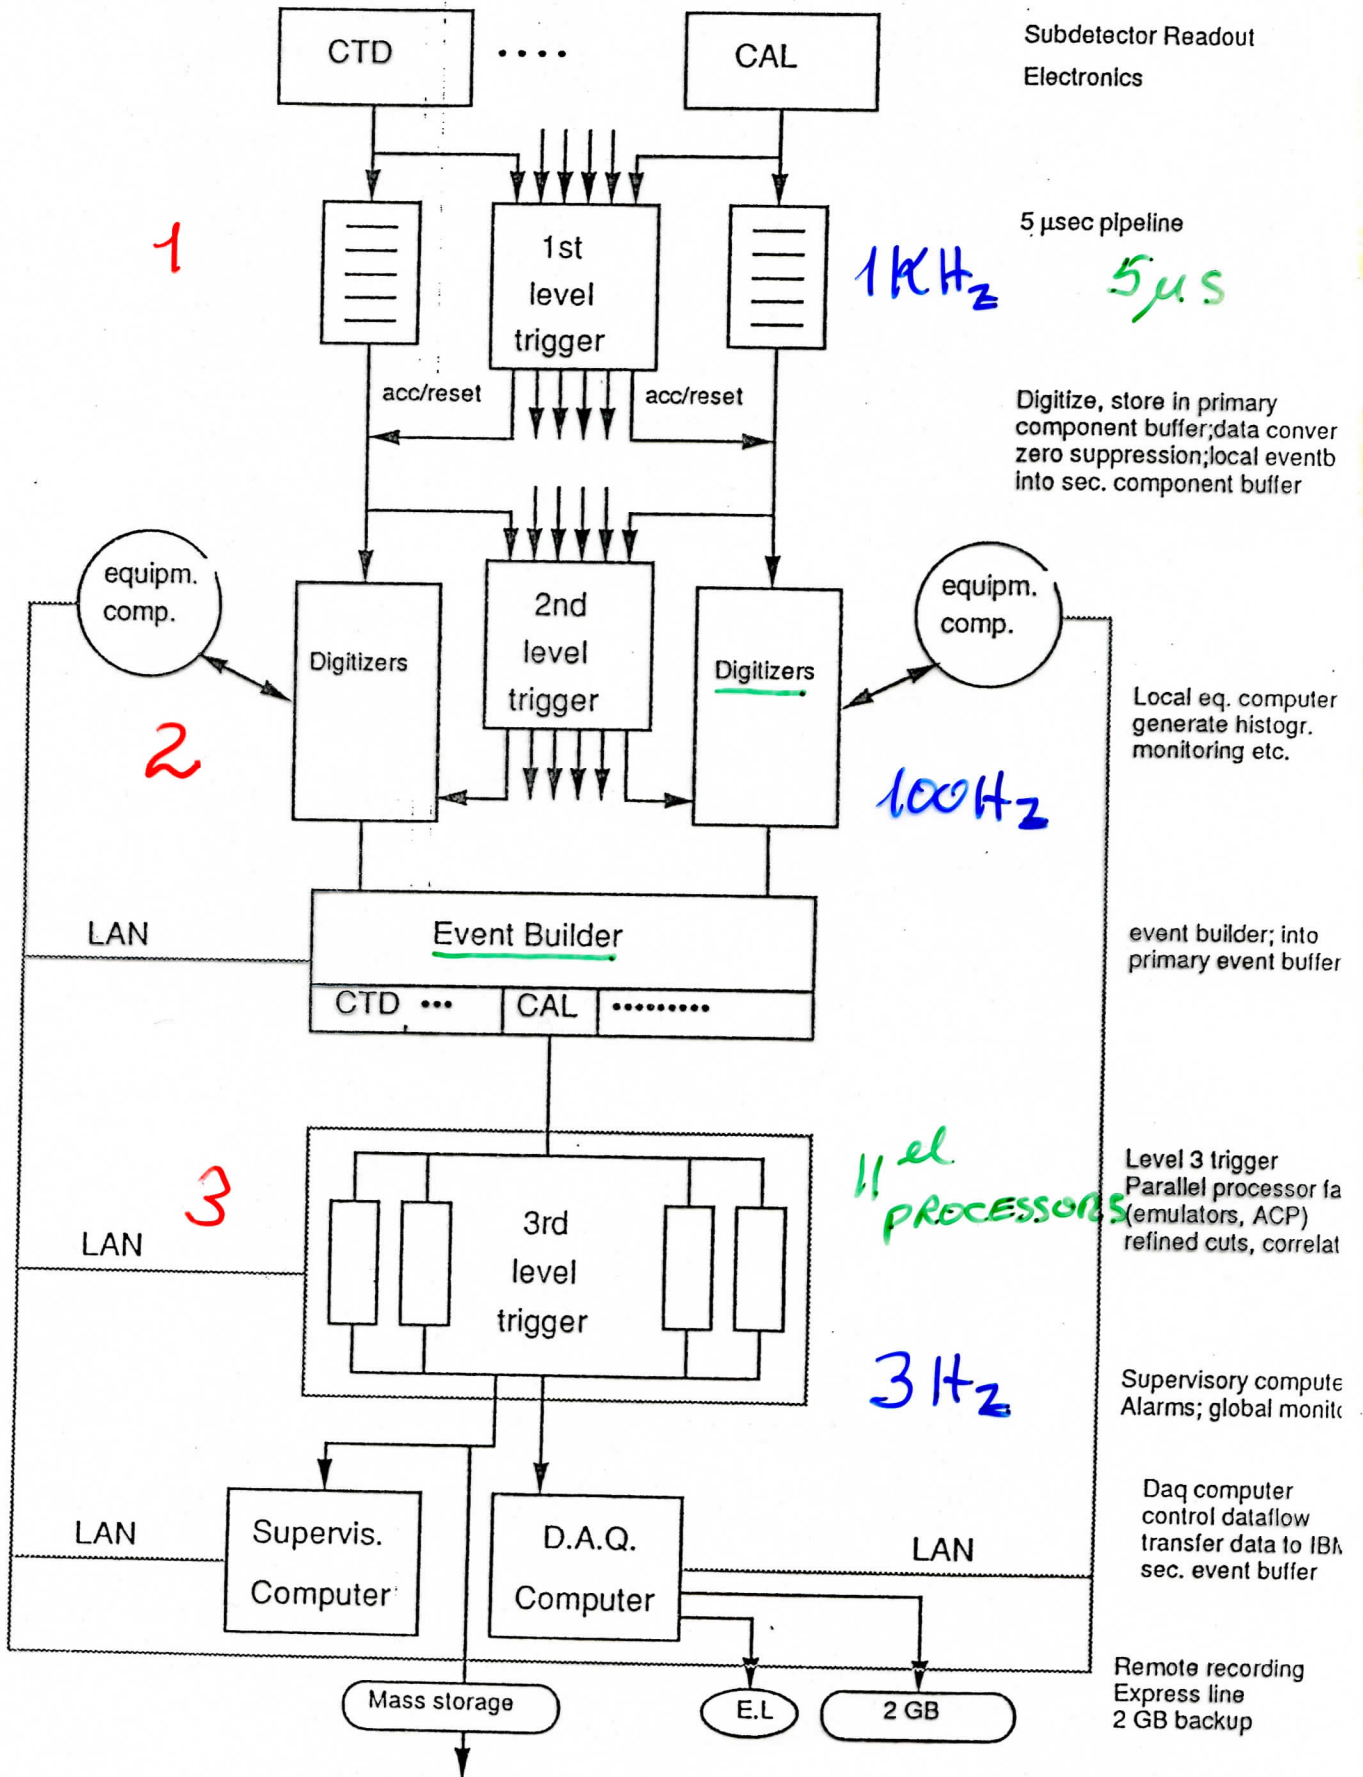 CTD
....
CAL
Subdetector Readout
Electronics
1
1st
level
trigger
1KHz
5 µsec pipeline
5µs
acc/reset
acc/reset
Digitize, store in primary
component buffer;data conver
zero suppression;local eventb
into sec. component buffer
equipm.
comp.
Digitizers
2nd
level
trigger
Digitizers
equipm.
comp.
2
100Hz
Local eq. computer
generate histogr.
monitoring etc.
LAN
Event Builder
CTD ...
CAL
.........
event builder; into
primary event buffer
3
LAN
3rd
level
trigger
11el
PROCESSORS
3Hz
Level 3 trigger
Parallel processor fa
(emulators, ACP)
refined cuts, correlat
Supervisory compute
Alarms; global monito
LAN
Supervis.
Computer
D.A.Q.
Computer
LAN
Daq computer
control dataflow
transfer data to IBM
sec. event buffer
Mass storage
E.L
2 GB
Remote recording
Express line
2 GB backup